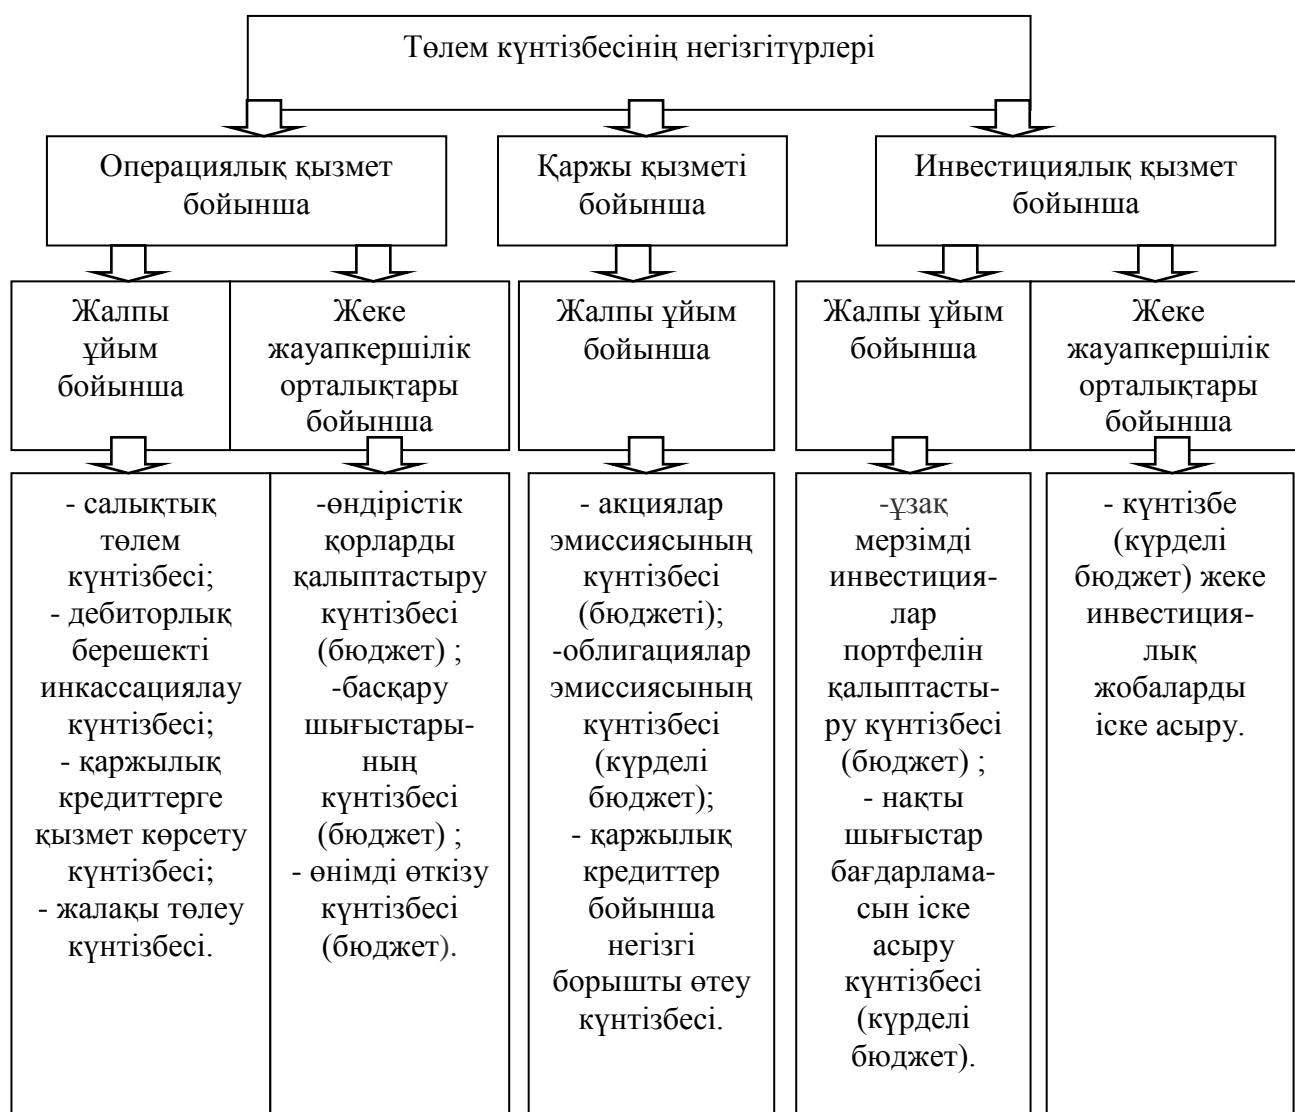 Төлем күнтізбесінің негізгітүрлері
Операциялық қызмет
бойынша
Қаржы қызметі
бойынша
Инвестициялық қызмет
бойынша
Жалпы
ұйым
бойынша
Жеке
жауапкершілік
орталықтары
бойынша
Жалпы ұйым
бойынша
Жалпы ұйым
бойынша
Жеке
жауапкершілік
орталықтары
бойынша
- салықтық
төлем
күнтізбесі;
- дебиторлық
берешекті
инкассациялау
күнтізбесі;
- қаржылық
кредиттерге
қызмет көрсету
күнтізбесі;
- жалақы төлеу
күнтізбесі.
-өндірістік
қорларды
қалыптастыру
күнтізбесі
(бюджет) ;
-басқару
шығыстары-
ның
күнтізбесі
(бюджет) ;
- өнімді өткізу
күнтізбесі
(бюджет).
- акциялар
эмиссиясының
күнтізбесі
(бюджеті);
-облигациялар
эмиссиясының
күнтізбесі
(күрделі
бюджет);
- қаржылық
кредиттер
бойынша
негізгі
борышты өтеу
күнтізбесі.
-ұзақ
мерзімді
инвестиция-
лар
портфелін
қалыптасты-
ру күнтізбесі
(бюджет) ;
- нақты
шығыстар
бағдарлама-
сын іске
асыру
күнтізбесі
(күрделі
бюджет).
- күнтізбе
(күрделі
бюджет) жеке
инвестиция-
лық
жобаларды
іске асыру.